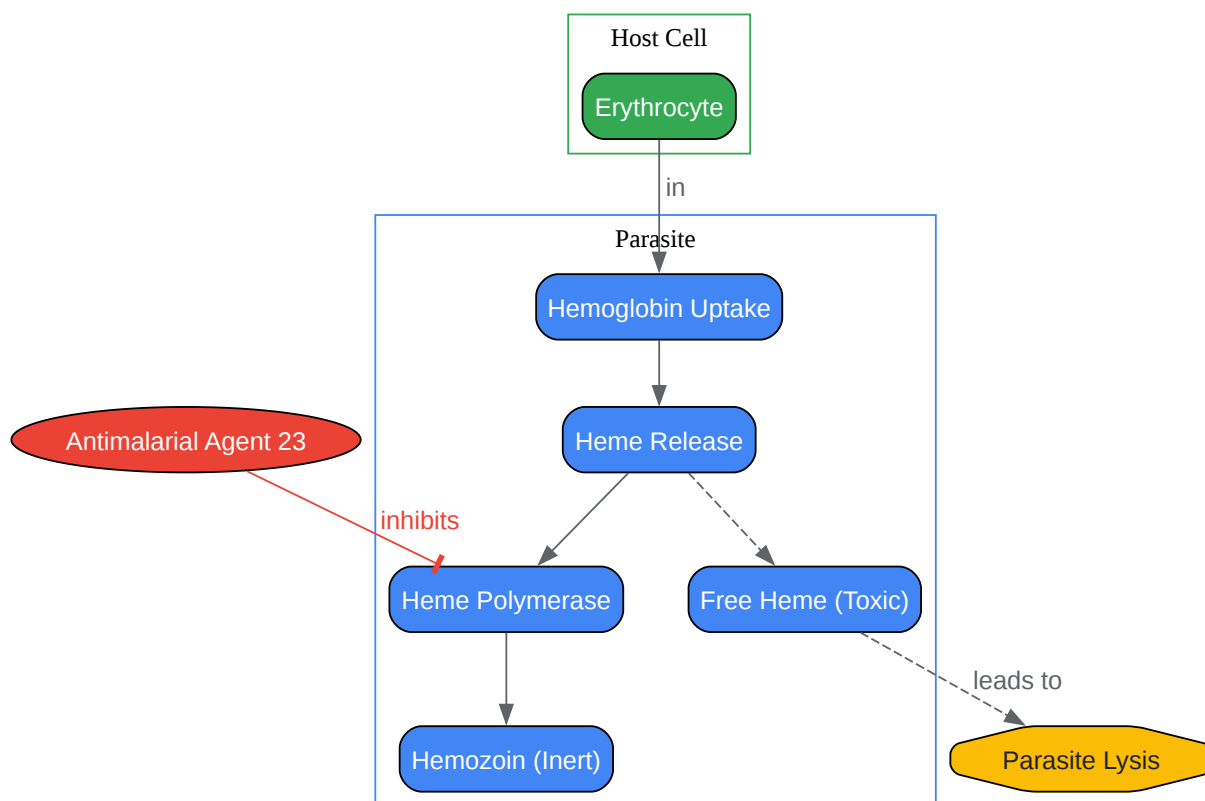 Host Cell
Erythrocyte
in
Parasite
Hemoglobin Uptake
Antimalarial Agent 23
Heme Release
inhibits
Heme Polymerase
Free Heme (Toxic)
leads to
Hemozoin (Inert)
Parasite Lysis